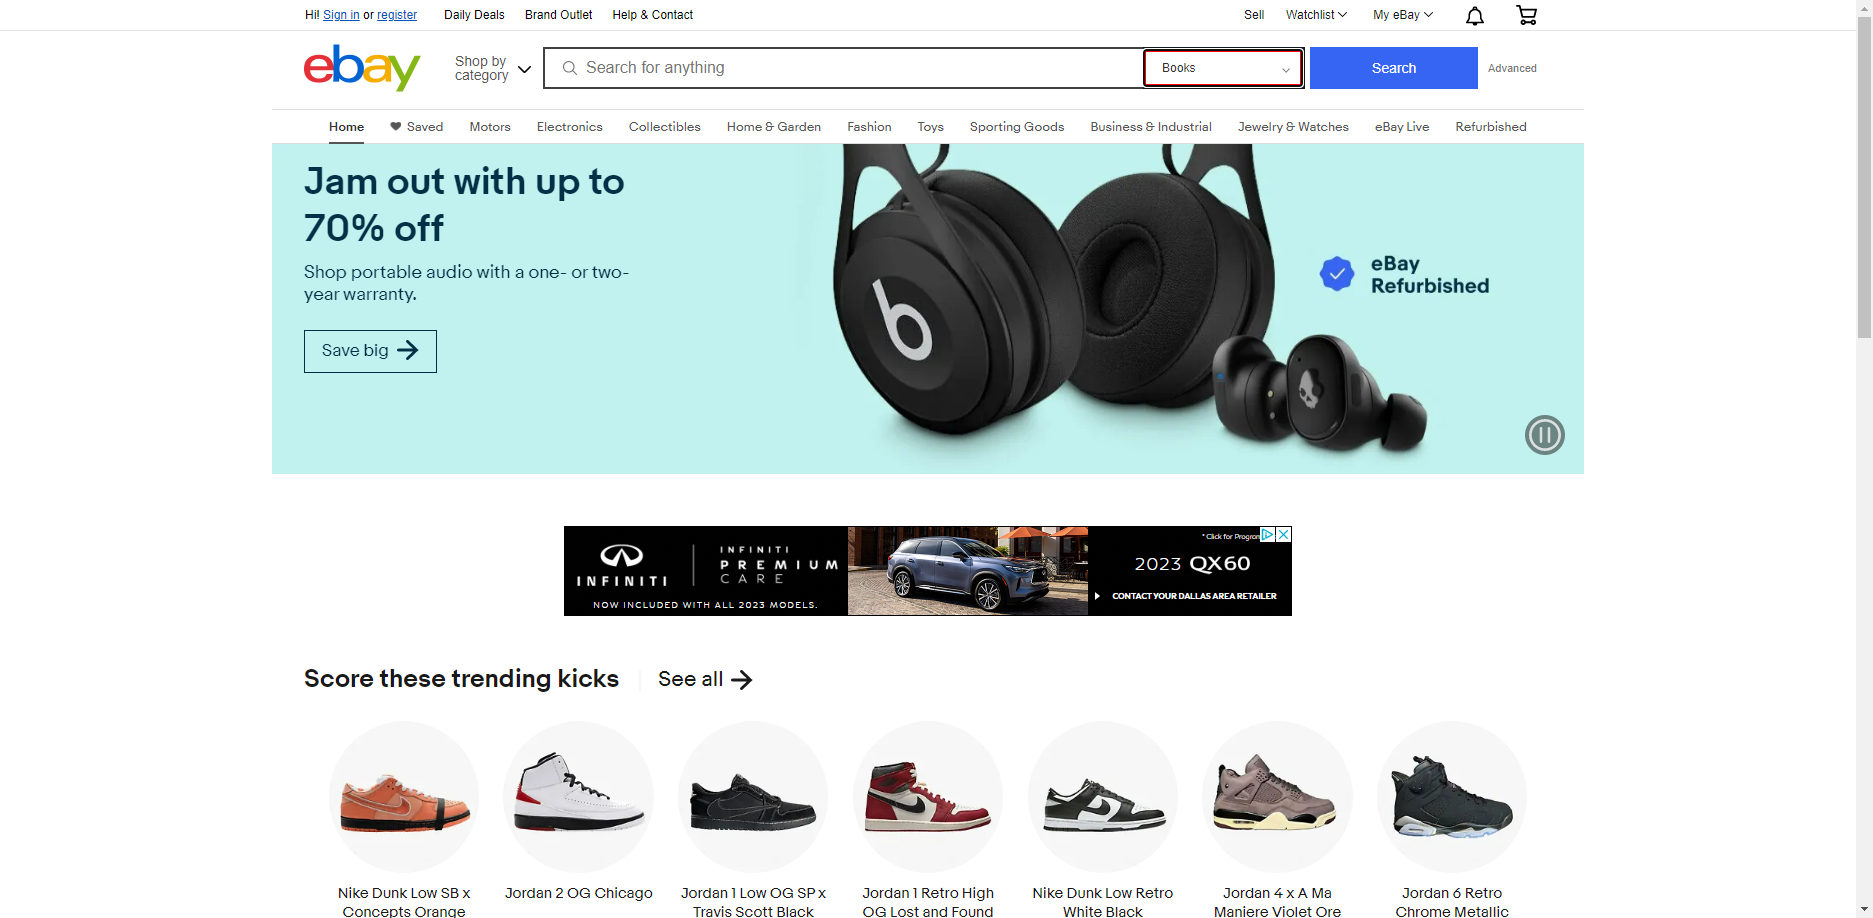 Hi! Sign in or register
Daily Deals
Brand Outlet
Help & Contact
Sell
Watchlist
My eBay
ebay
Shop by
category
Search for anything
Books
Search
Advanced
Home
Saved
Motors
Electronics
Collectibles
Home & Garden
Fashion
Toys
Sporting Goods
Business & Industrial
Jewelry & Watches
eBay Live
Refurbished
Jam out with up to
70% off
Shop portable audio with a one- or two-
year warranty.
Save big
b
eBay
Refurbished
INFINITI
INFINITI
PREMIUM
CARE
NOW INCLUDED WITH ALL 2023 MODELS.
* Click for Progron
2023 QX60
CONTACT YOUR DALLAS AREA RETAILER
Score these trending kicks
See all
Nike Dunk Low SB x
Concepts Orange
Jordan 2 OG Chicago
Jordan 1 Low OG SP x
Travis Scott Black
Jordan 1 Retro High
OG Lost and Found
Nike Dunk Low Retro
White Black
Jordan 4 x A Ma
Maniere Violet Ore
Jordan 6 Retro
Chrome Metallic